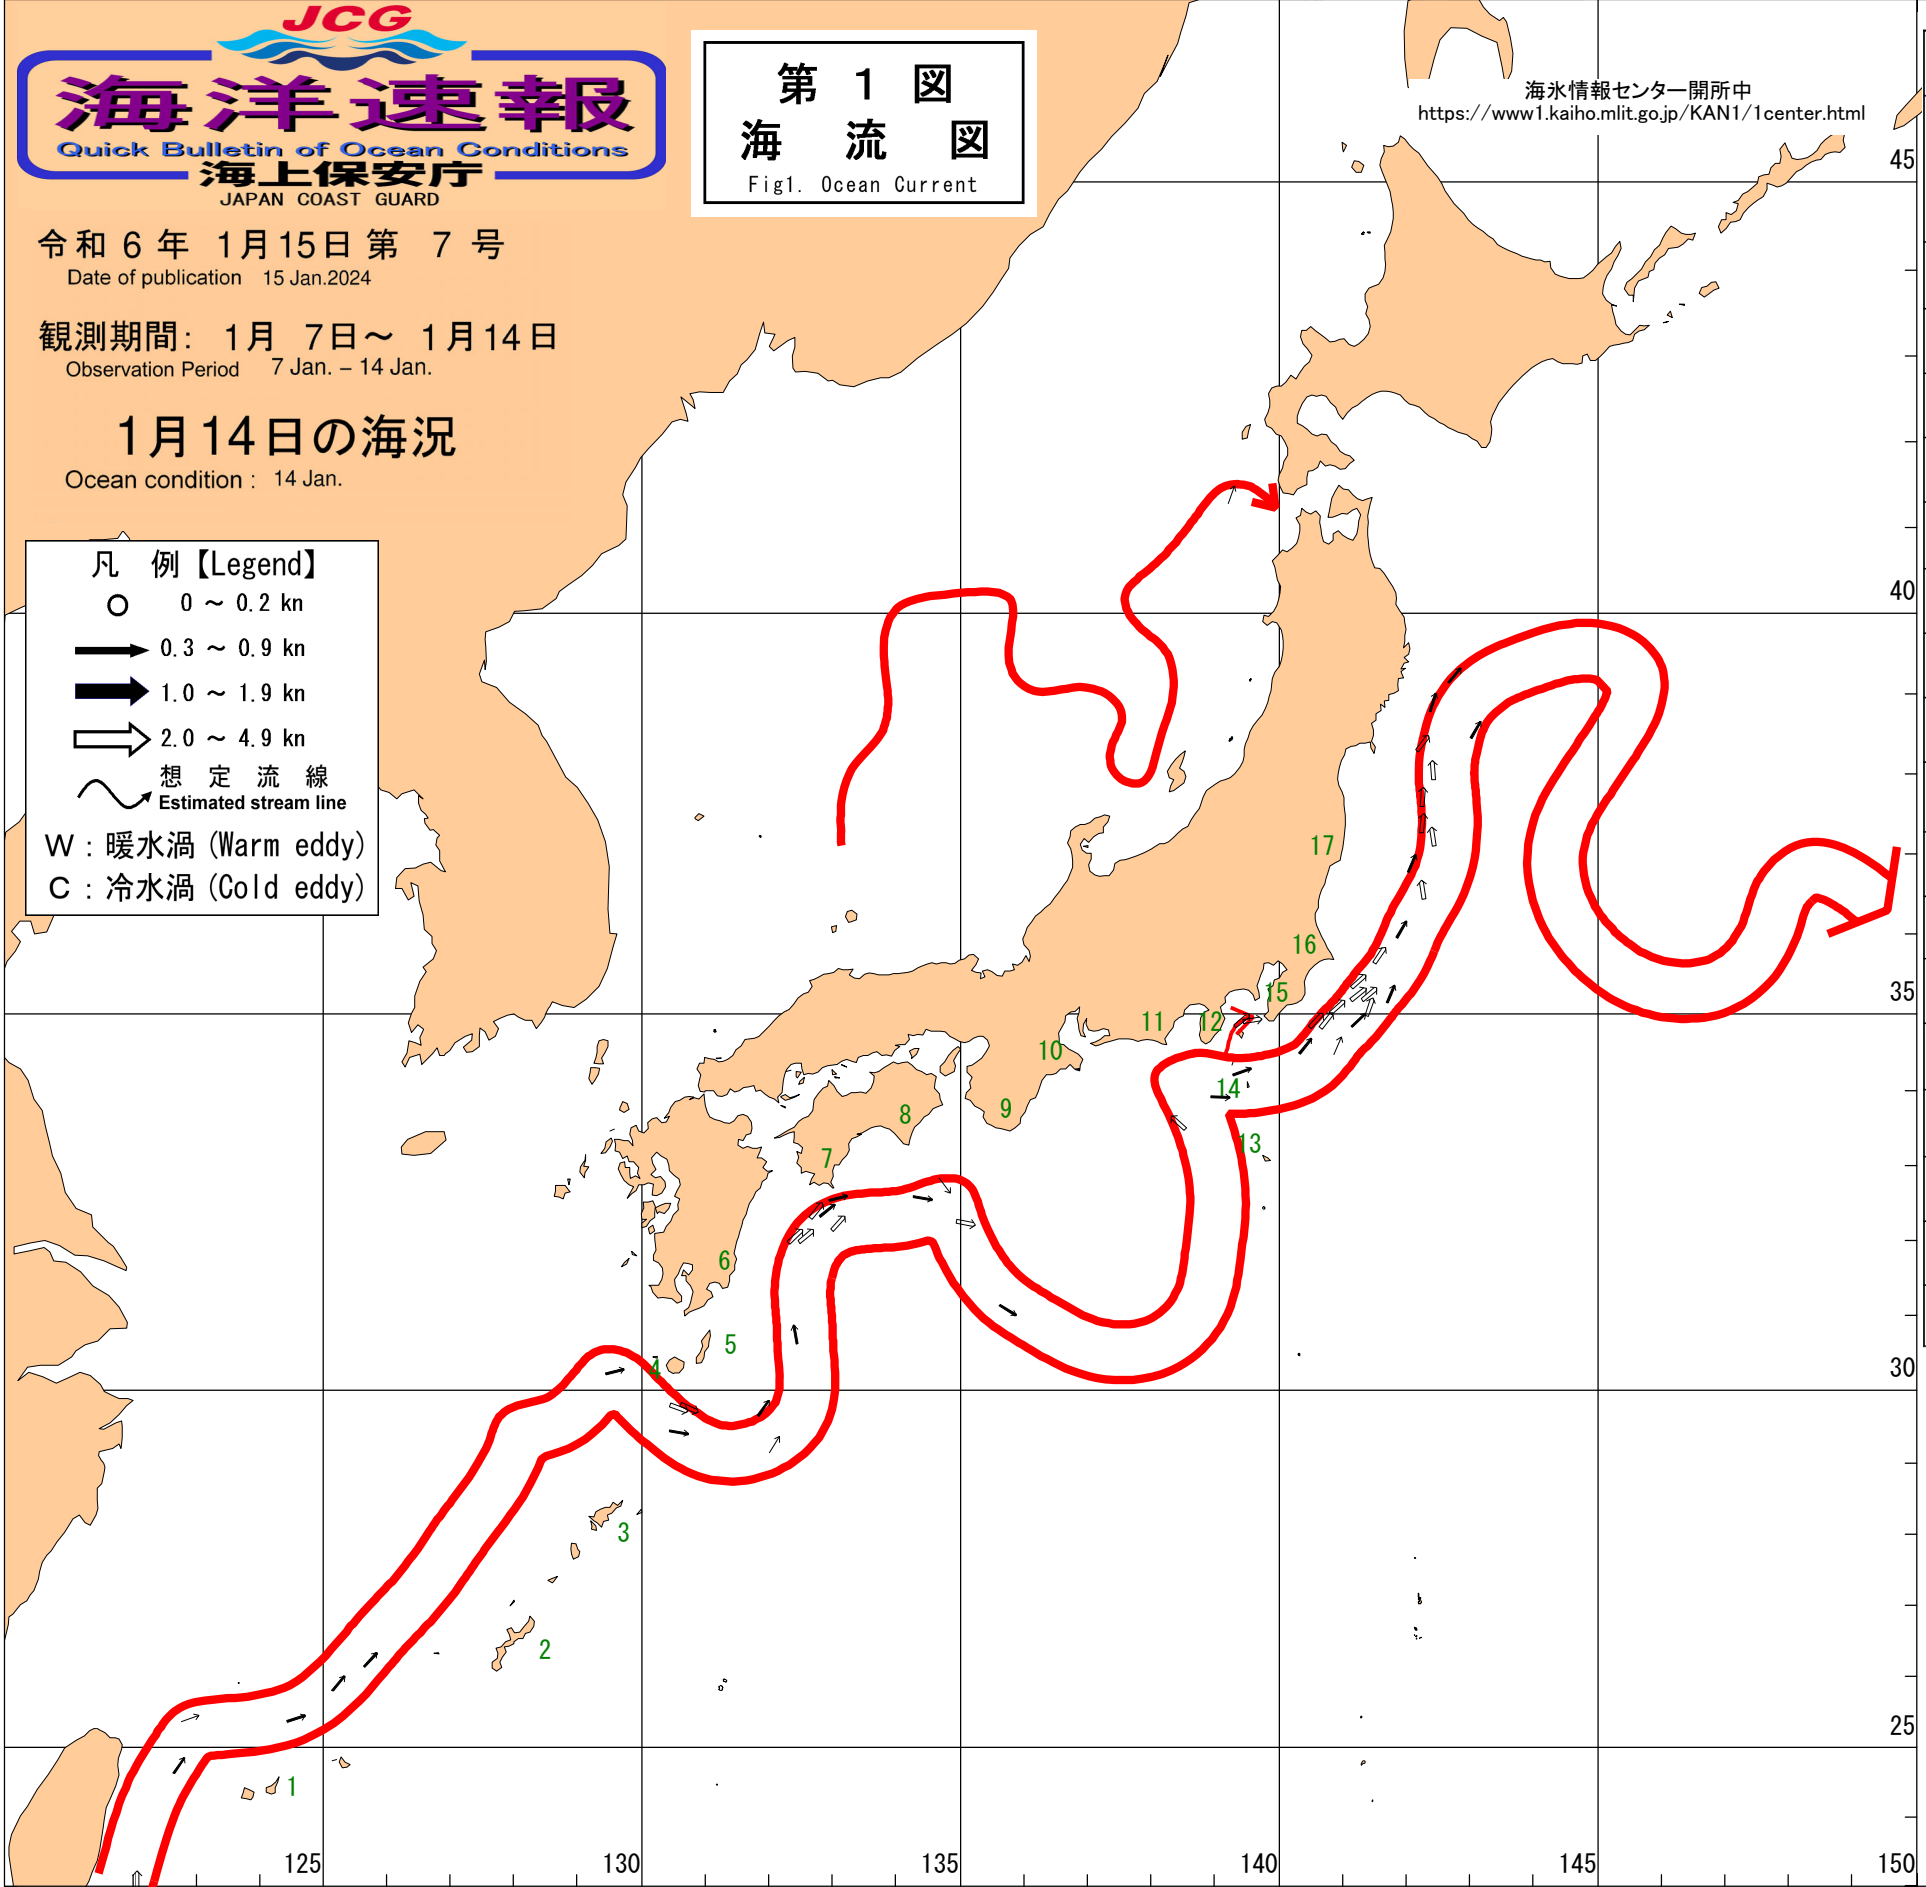 JCG
海洋速報
Quick Bulletin of Ocean Conditions
海上保安庁
JAPAN COAST GUARD
令和 6 年 1月15日 第 7 号
Date of publication 15 Jan.2024
観測期間: 1月 7日～ 1月14日
Observation Period 7 Jan. – 14 Jan.
1月14日の海況
Ocean condition : 14 Jan.
第 1 図
海 流 図
Fig1. Ocean Current
海氷情報センター開所中
https://www1.kaiho.mlit.go.jp/KAN1/1center.html
凡 例【Legend】
0 ～ 0.2 kn
0.3 ～ 0.9 kn
1.0 ～ 1.9 kn
2.0 ～ 4.9 kn
想 定 流 線
Estimated stream line
W : 暖水渦 (Warm eddy)
C : 冷水渦 (Cold eddy)
45
40
35
30
25
17
16
15
14
13
12
11
10
9
8
7
6
5
4
3
2
1
125
130
135
140
145
150